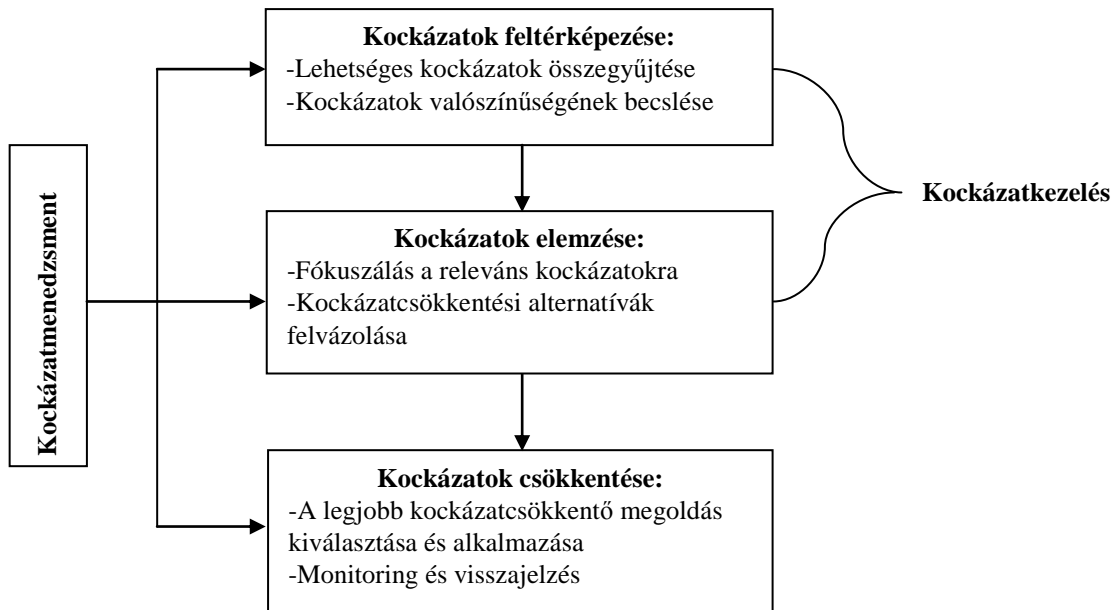 Kockázatmenedzsment
Kockázatok feltérképezése:
-Lehetséges kockázatok összegyűjtése
-Kockázatok valószínűségének becslése
Kockázatok elemzése:
-Fókuszálás a releváns kockázatokra
-Kockázatcsökkentési alternatívák
felvázolása
Kockázatok csökkentése:
-A legjobb kockázatcsökkentő megoldás
kiválasztása és alkalmazása
-Monitoring és visszajelzés
Kockázatkezelés